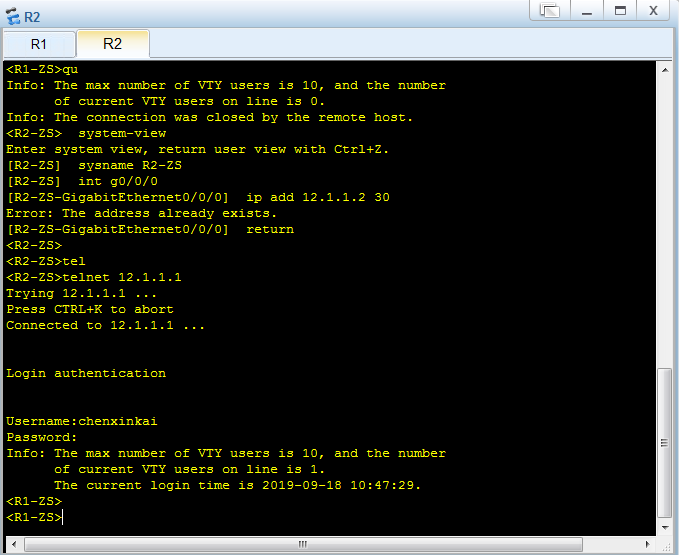 R2
R1
R2
<R1-ZS>qu
Info: The max number of VTY users is 10, and the number
      of current VTY users on line is 0.
Info: The connection was closed by the remote host.
<R2-ZS>  system-view
Enter system view, return user view with Ctrl+Z.
[R2-ZS]  sysname R2-ZS
[R2-ZS]  int g0/0/0
[R2-ZS-GigabitEthernet0/0/0]  ip add 12.1.1.2 30
Error: The address already exists.
[R2-ZS-GigabitEthernet0/0/0]  return
<R2-ZS>
<R2-ZS>tel
<R2-ZS>telnet 12.1.1.1
Trying 12.1.1.1 ...
Press CTRL+K to abort
Connected to 12.1.1.1 ...
Login authentication
Username:chenxinkai
Password:
Info: The max number of VTY users is 10, and the number
      of current VTY users on line is 1.
      The current login time is 2019-09-18 10:47:29.
<R1-ZS>
<R1-ZS>